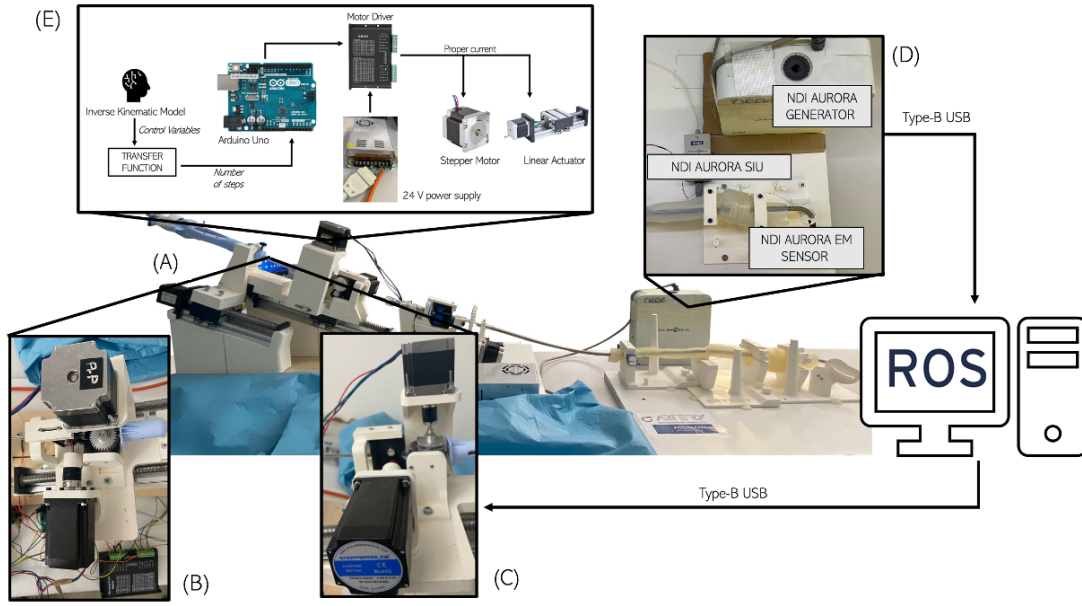 (E)
Motor Driver
Proper current
Inverse Kinematic Model
Control Variables
TRANSFER
FUNCTION
Arduino Uno
Number
of steps
Stepper Motor
Linear Actuator
24 V power supply
(D)
NDI AURORA
GENERATOR
NDI AURORA SIU
NDI AURORA EM
SENSOR
Type-B USB
(A)
ROS
P1P
Type-B USB
(B)
(C)